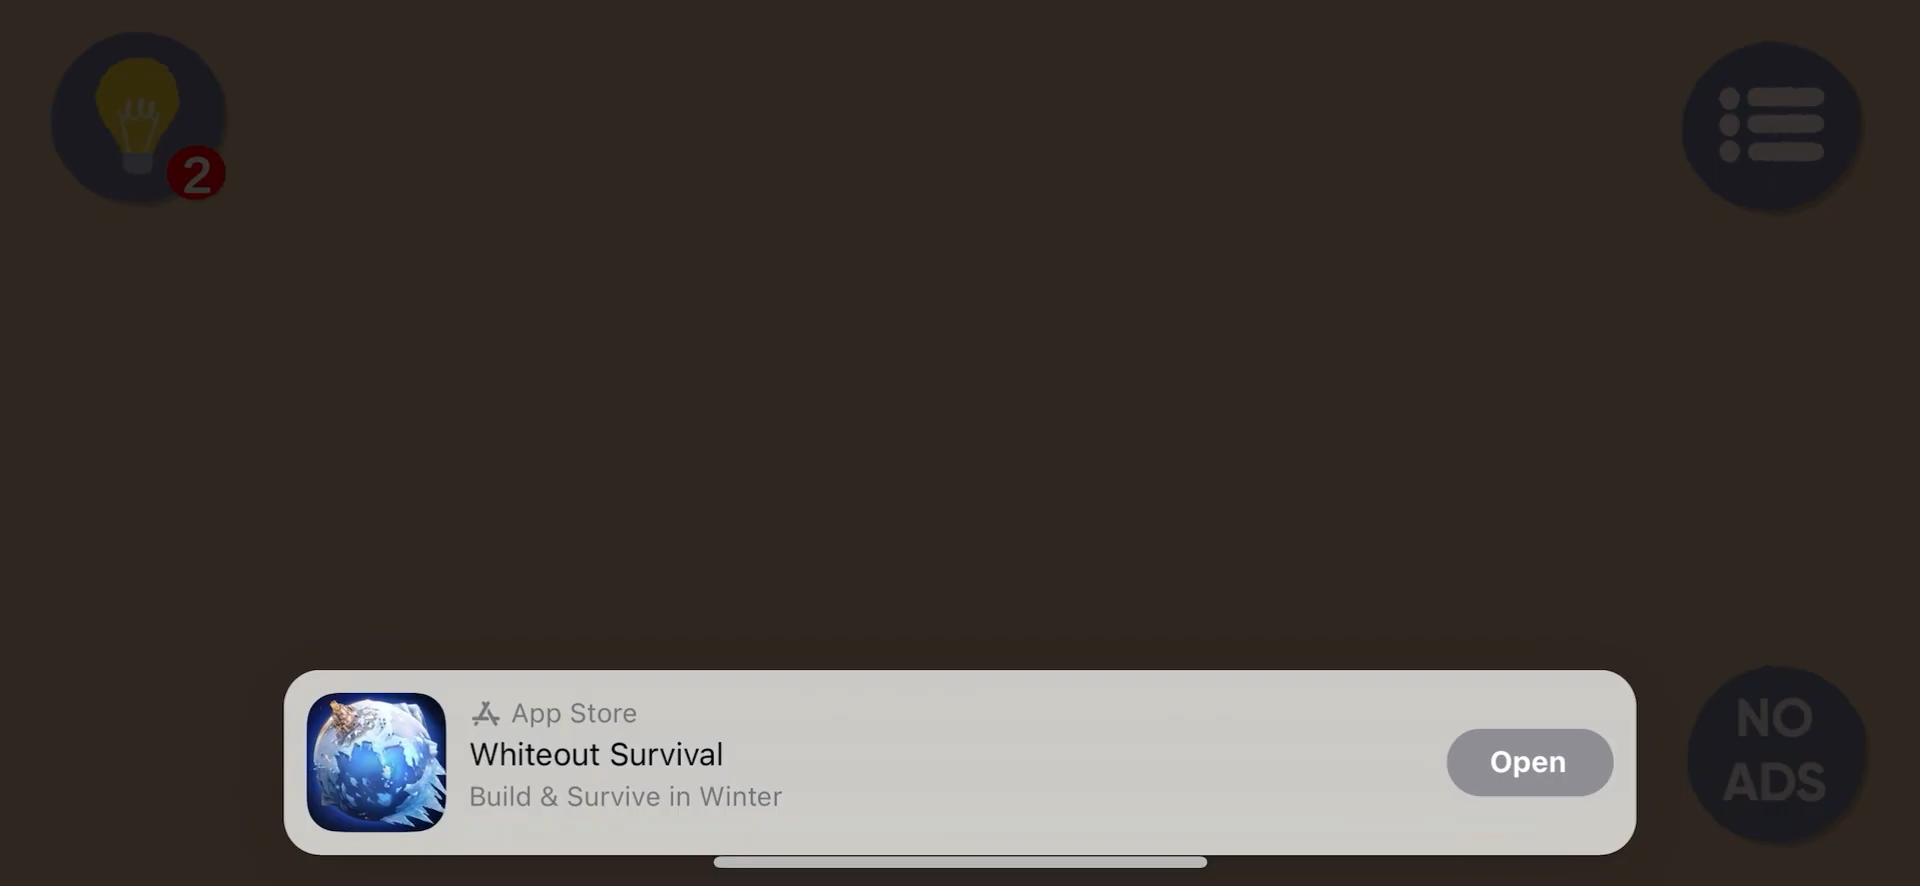 2
App Store
Whiteout Survival
Build & Survive in Winter
Open
NO
ADS